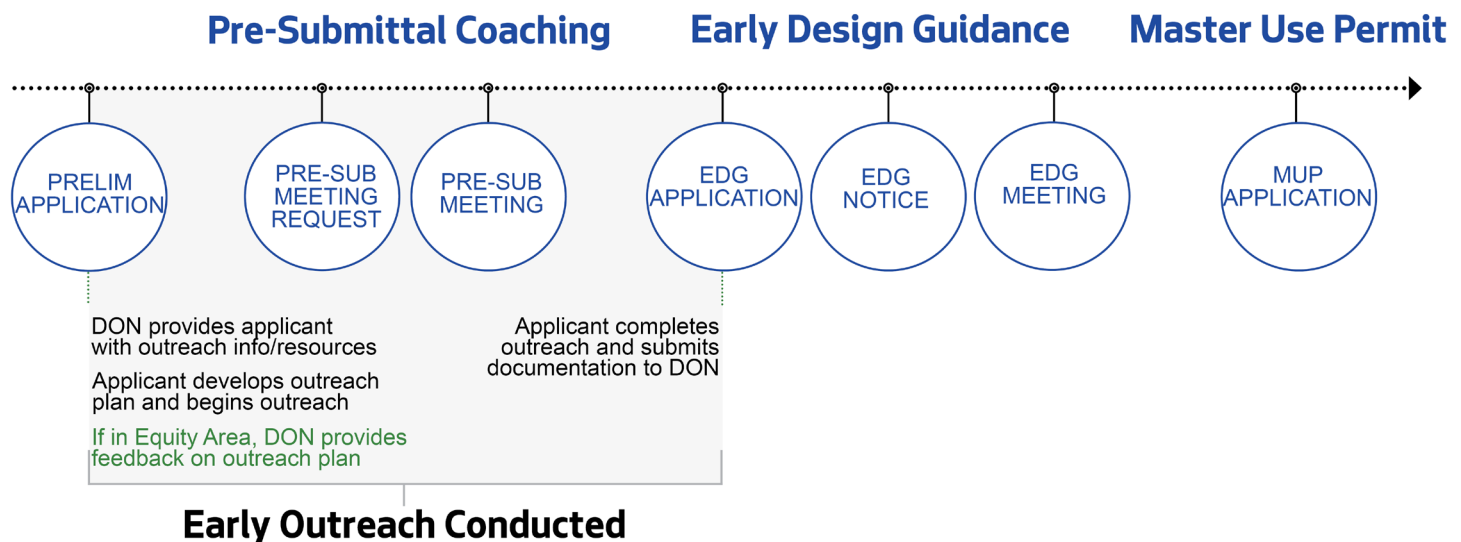 Pre-Submittal Coaching
Early Design Guidance
Master Use Permit
PRELIM
APPLICATION
PRE-SUB
MEETING
REQUEST
PRE-SUB
MEETING
EDG
APPLICATION
EDG
NOTICE
EDG
MEETING
MUP
APPLICATION
DON provides applicant
with outreach info/resources
Applicant develops outreach
plan and begins outreach
If in Equity Area, DON provides
feedback on outreach plan
Applicant completes
outreach and submits
documentation to DON
Early Outreach Conducted